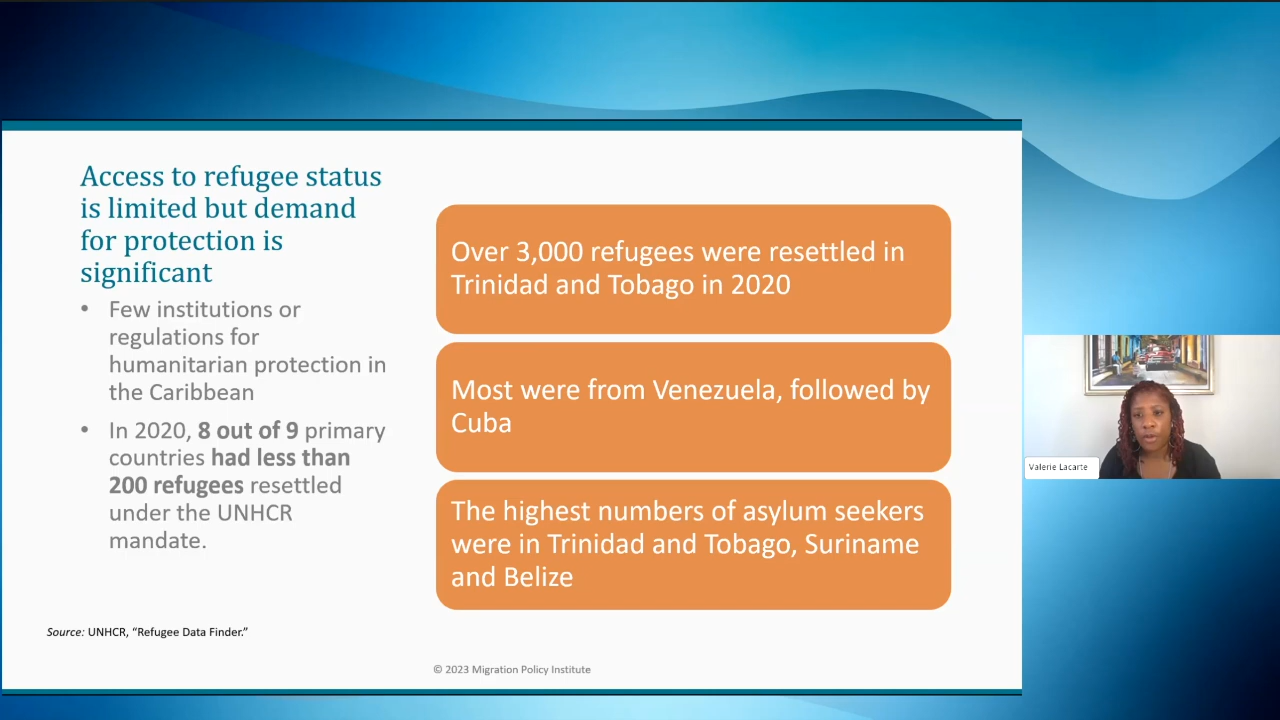 Access to refugee status
is limited but demand
for protection is
significant
• Few institutions or
regulations for
humanitarian protection in
the Caribbean
• In 2020, 8 out of 9 primary
countries had less than
200 refugees resettled
under the UNHCR
mandate.
Over 3,000 refugees were resettled in
Trinidad and Tobago in 2020
Most were from Venezuela, followed by
Cuba
The highest numbers of asylum seekers
were in Trinidad and Tobago, Suriname
and Belize
Source: UNHCR, “Refugee Data Finder.”
© 2023 Migration Policy Institute
Valerie Lacarte